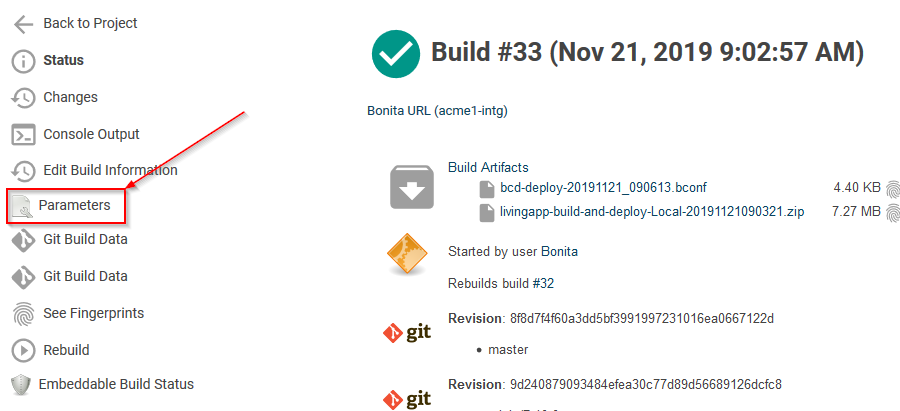 Back to Project
Status
Changes
Console Output
Edit Build Information
Parameters
Git Build Data
Git Build Data
See Fingerprints
Rebuild
Embeddable Build Status
Build #33 (Nov 21, 2019 9:02:57 AM)
Bonita URL (acme1-intg)
Build Artifacts
bcd-deploy-20191121_090613.bconf 4.40 KB
livingapp-build-and-deploy-Local-20191121090321.zip 7.27 MB
Started by user Bonita
Rebuilds build #32
git Revision: 8f8d7f4f60a3dd5bf3991997231016ea0667122d
• master
git Revision: 9d240879093484efea30c77d89d56689126dcfc8